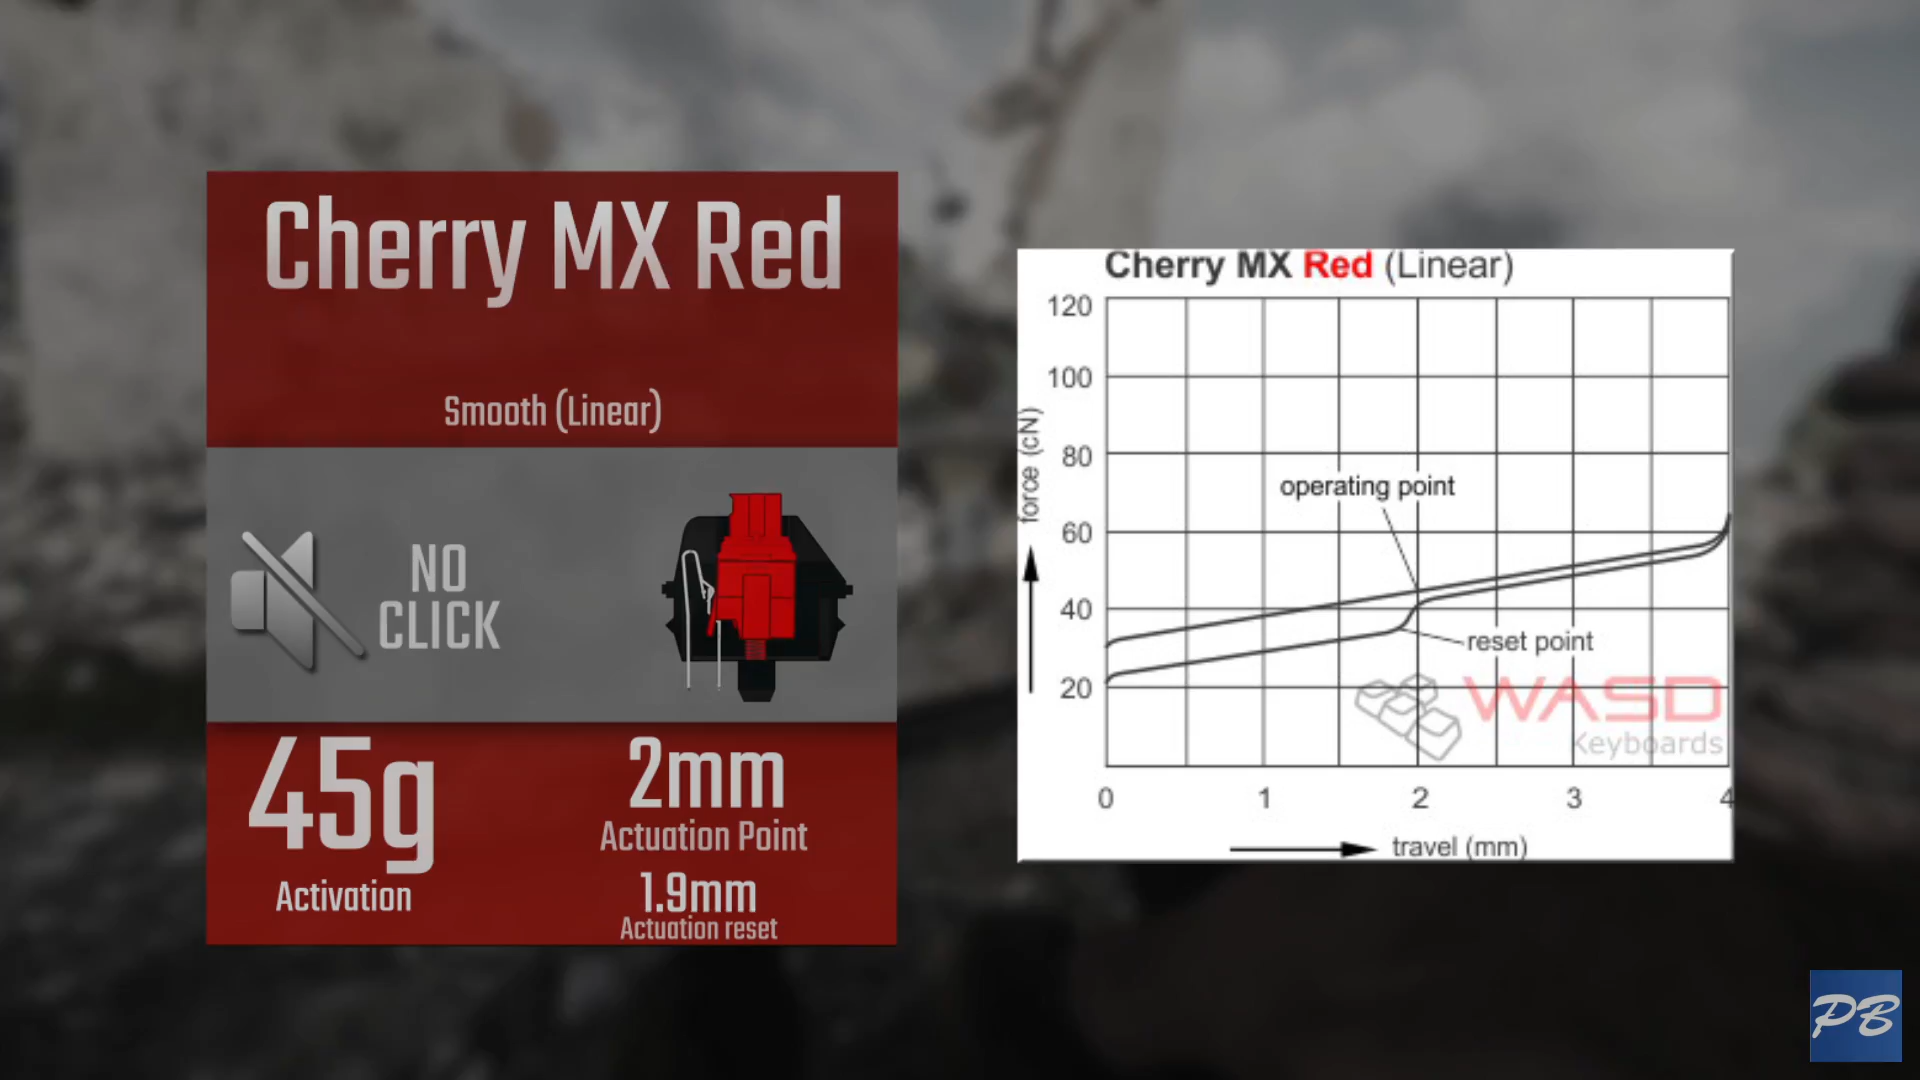 Cherry MX Red
Smooth (Linear)
NO
CLICK
45g
Activation
2mm
Actuation Point
1.9mm
Actuation reset
Cherry MX Red (Linear)
120
100
80
60
40
20
force (cN)
operating point
reset point
WASD
Keyboards
0 1 2 3 4
travel (mm)
PB